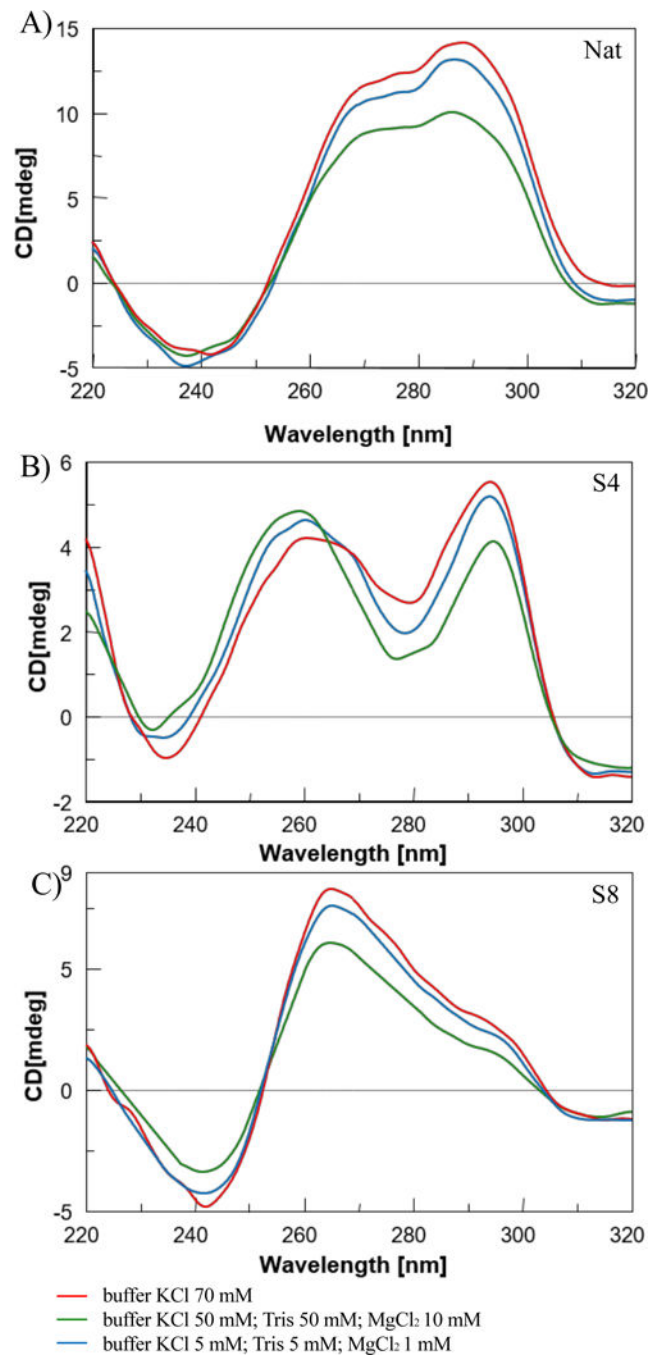 A)
Nat
15
10
5
0
-5
CD[mdeg]
220 240 260 280 300 320
Wavelength [nm]
B)
S4
6
4
2
0
-2
CD[mdeg]
220 240 260 280 300 320
Wavelength [nm]
C)
S8
9
5
0
-5
CD[mdeg]
220 240 260 280 300 320
Wavelength [nm]
buffer KCl 70 mM
buffer KCl 50 mM; Tris 50 mM; MgCl₂ 10 mM
buffer KCl 5 mM; Tris 5 mM; MgCl₂ 1 mM